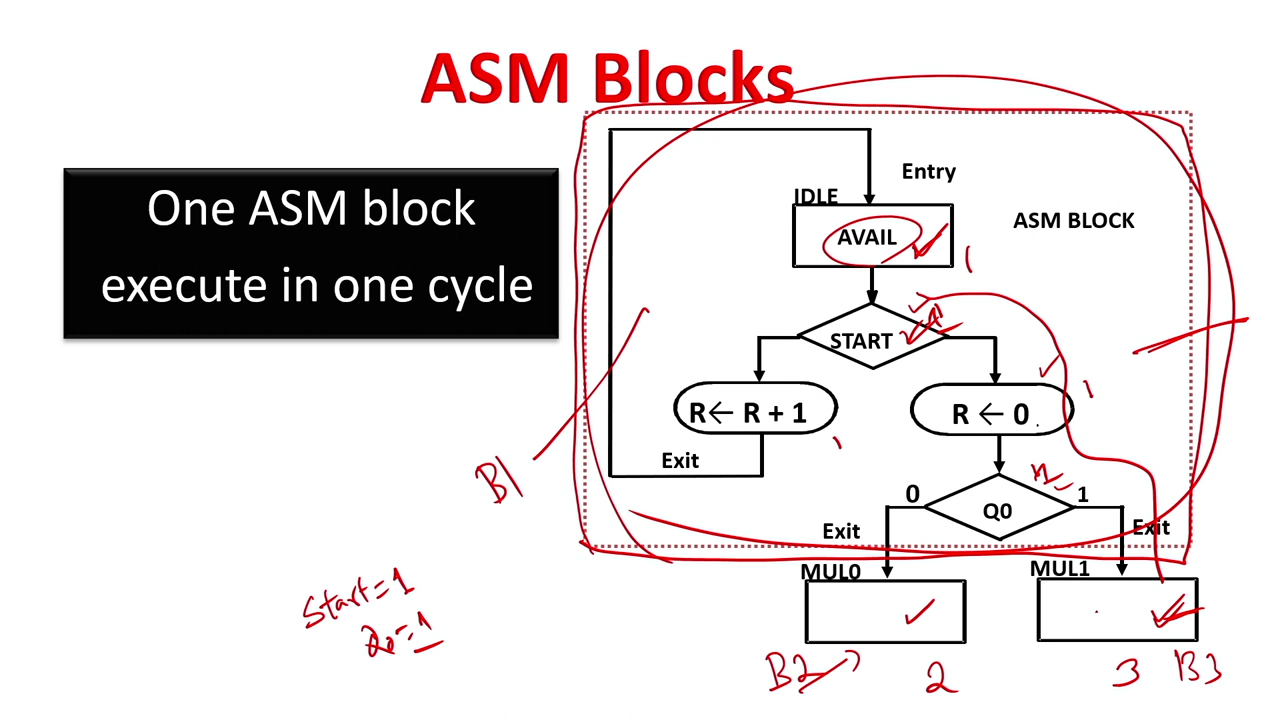 ASM Blocks
One ASM block
execute in one cycle
Entry
IDLE
AVAIL
ASM BLOCK
1
START
R← R + 1
R ← 0
1
Exit
B1
0
Q0
1
Exit
Exit
MUL0
MUL1
Start=1
B2
2
3
B3